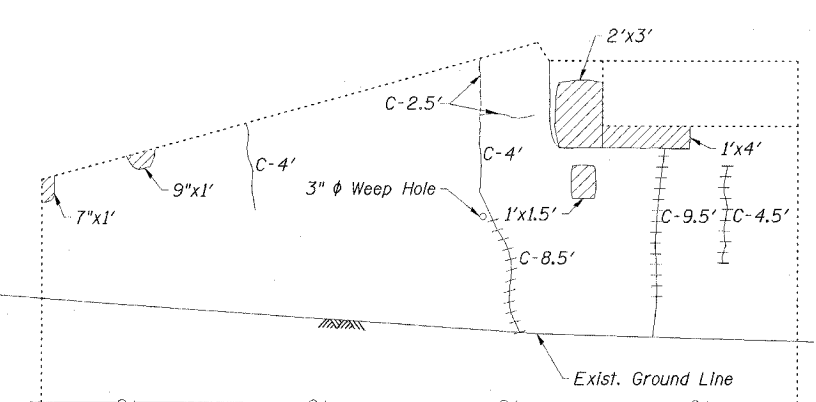 2'x3'
C-2.5'
1'x4'
C-4'
C-4'
9"x1'
3" ϕ Weep Hole
1'x1.5'
C-9.5'
C-4.5'
7"x1'
C-8.5'
Exist. Ground Line